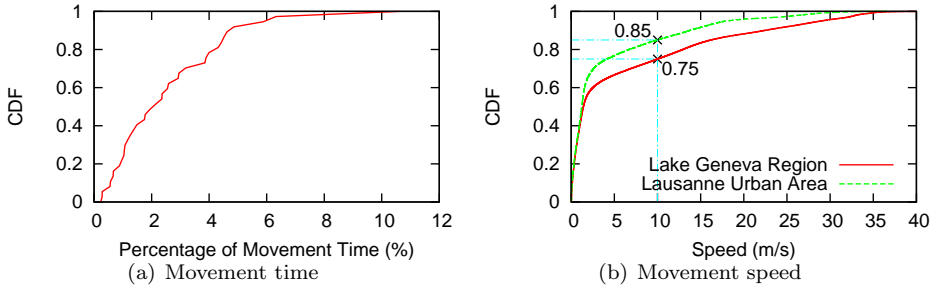 CDF
1
0.8
0.6
0.4
0.2
0
0 2 4 6 8 10 12
Percentage of Movement Time (%)
(a) Movement time
CDF
1
0.8
0.6
0.4
0.2
0
0.85
0.75
Lake Geneva Region
Lausanne Urban Area
0 5 10 15 20 25 30 35 40
Speed (m/s)
(b) Movement speed